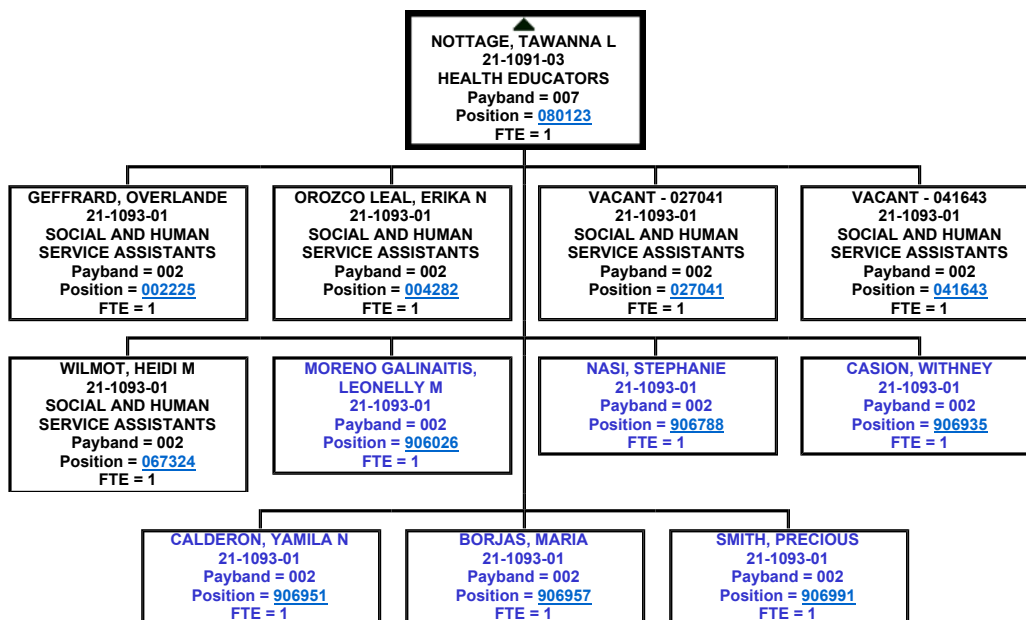 NOTTAGE, TAWANNA L
21-1091-03
HEALTH EDUCATORS
Payband = 007
Position = 080123
FTE = 1
GEFFRARD, OVERLANDE
21-1093-01
SOCIAL AND HUMAN
SERVICE ASSISTANTS
Payband = 002
Position = 002225
FTE = 1
OROZCO LEAL, ERIKA N
21-1093-01
SOCIAL AND HUMAN
SERVICE ASSISTANTS
Payband = 002
Position = 004282
FTE = 1
VACANT - 027041
21-1093-01
SOCIAL AND HUMAN
SERVICE ASSISTANTS
Payband = 002
Position = 027041
FTE = 1
VACANT - 041643
21-1093-01
SOCIAL AND HUMAN
SERVICE ASSISTANTS
Payband = 002
Position = 041643
FTE = 1
WILMOT, HEIDI M
21-1093-01
SOCIAL AND HUMAN
SERVICE ASSISTANTS
Payband = 002
Position = 067324
FTE = 1
MORENO GALINAITIS,
LEONELLY M
21-1093-01
Payband = 002
Position = 906026
FTE = 1
NASI, STEPHANIE
21-1093-01
Payband = 002
Position = 906788
FTE = 1
CASION, WITHNEY
21-1093-01
Payband = 002
Position = 906935
FTE = 1
CALDERON, YAMILA N
21-1093-01
Payband = 002
Position = 906951
FTE = 1
BORJAS, MARIA
21-1093-01
Payband = 002
Position = 906957
FTE = 1
SMITH, PRECIOUS
21-1093-01
Payband = 002
Position = 906991
FTE = 1